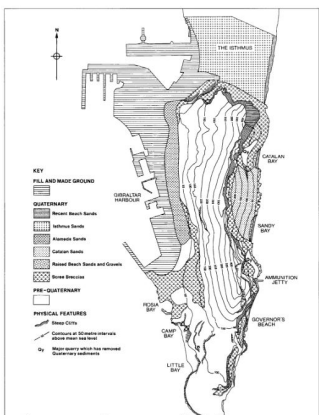 N
THE ISTHMUS
KEY
FILL AND MADE GROUND
QUATERNARY
Recent Beach Sands
Isthmus Sands
Alameda Sands
Catalan Sands
Raised Beach Sands and Gravels
Scree Breccias
PRE-QUATERNARY
PHYSICAL FEATURES
Steep Cliffs
Contours at 50 metre intervals
above mean sea level
Qy
Major quarry which has removed
Quaternary sediments
GIBRALTAR
HARBOUR
CATALAN
BAY
SANDY
BAY
AMMUNITION
JETTY
GOVERNOR'S
BEACH
ROSIA
BAY
CAMP
BAY
LITTLE
BAY